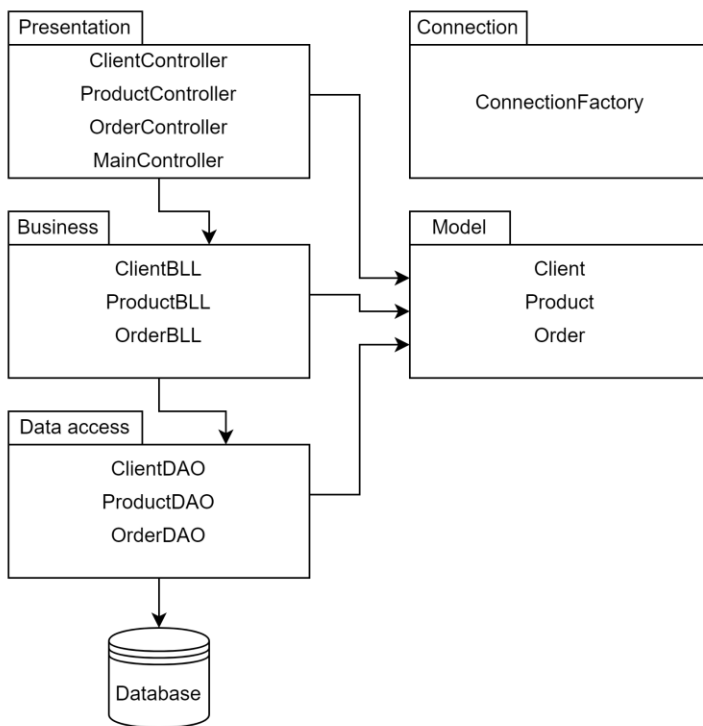 Presentation
ClientController
ProductController
OrderController
MainController
Connection
ConnectionFactory
Business
ClientBLL
ProductBLL
OrderBLL
Model
Client
Product
Order
Data access
ClientDAO
ProductDAO
OrderDAO
Database